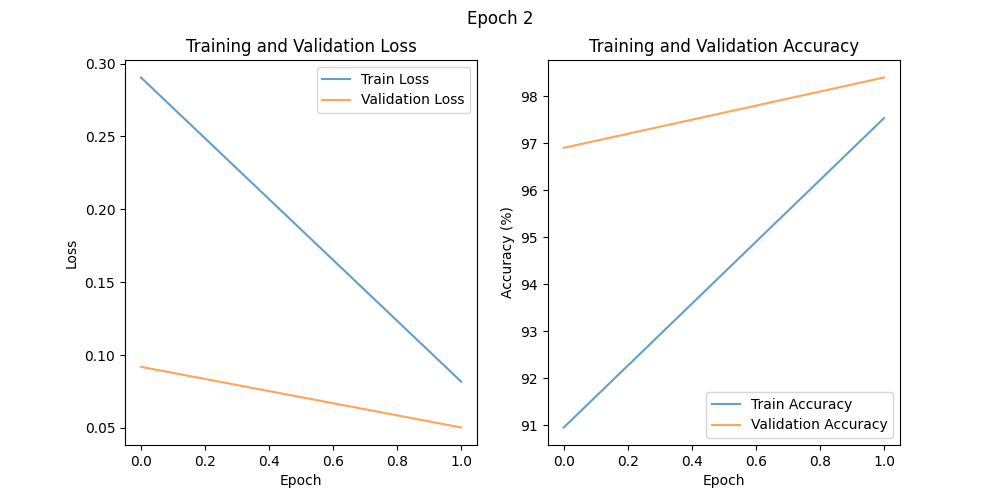 Epoch 2
Training and Validation Loss
0.30
0.25
0.20
0.15
0.10
0.05
Loss
Train Loss
Validation Loss
0.0 0.2 0.4 0.6 0.8 1.0
Epoch
Training and Validation Accuracy
98
97
96
95
94
93
92
91
Accuracy (%)
Train Accuracy
Validation Accuracy
0.0 0.2 0.4 0.6 0.8 1.0
Epoch